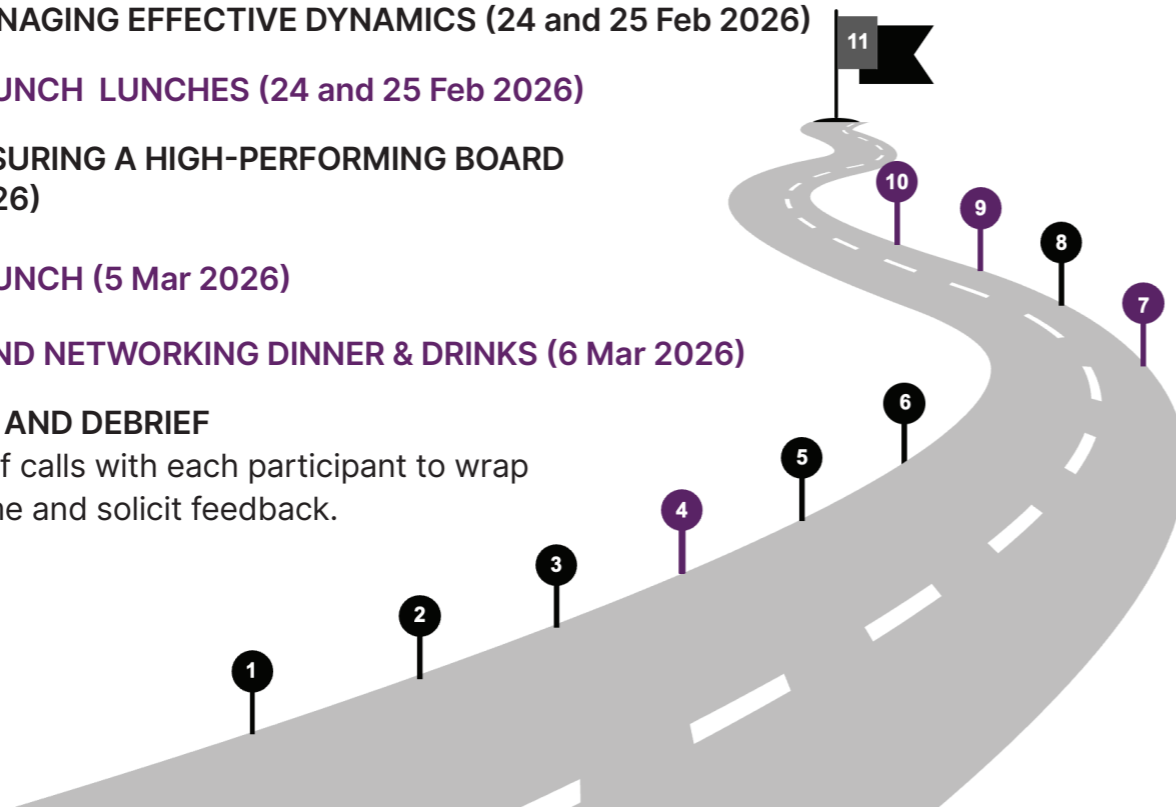 NAGING EFFECTIVE DYNAMICS (24 and 25 Feb 2026)
UNCH LUNCHES (24 and 25 Feb 2026)
SURING A HIGH-PERFORMING BOARD
26)
UNCH (5 Mar 2026)
ND NETWORKING DINNER & DRINKS (6 Mar 2026)
AND DEBRIEF
f calls with each participant to wrap
ne and solicit feedback.
11
10
9
8
7
6
5
4
3
2
1